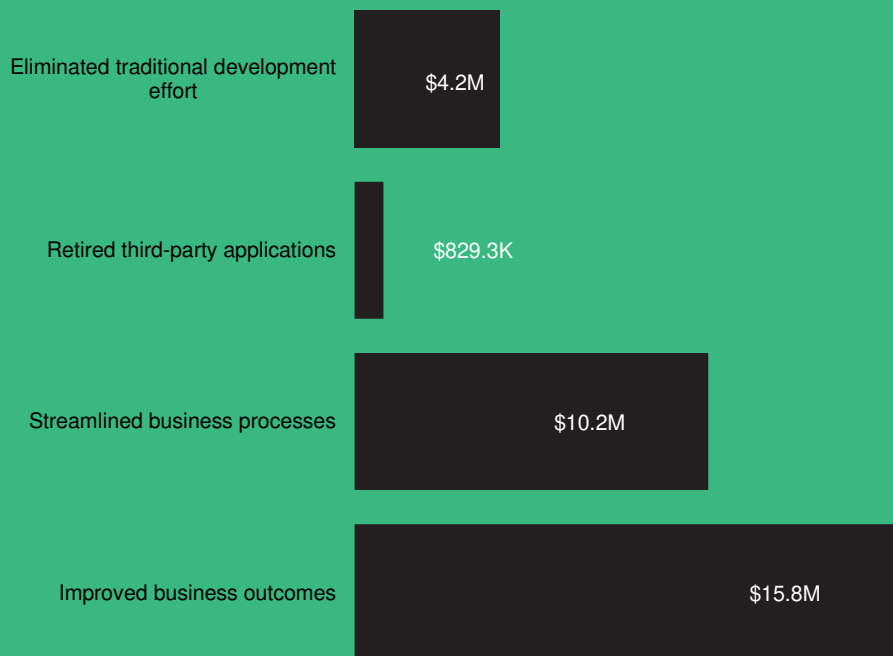 Eliminated traditional development
effort
$4.2M
Retired third-party applications
$829.3K
Streamlined business processes
$10.2M
Improved business outcomes
$15.8M